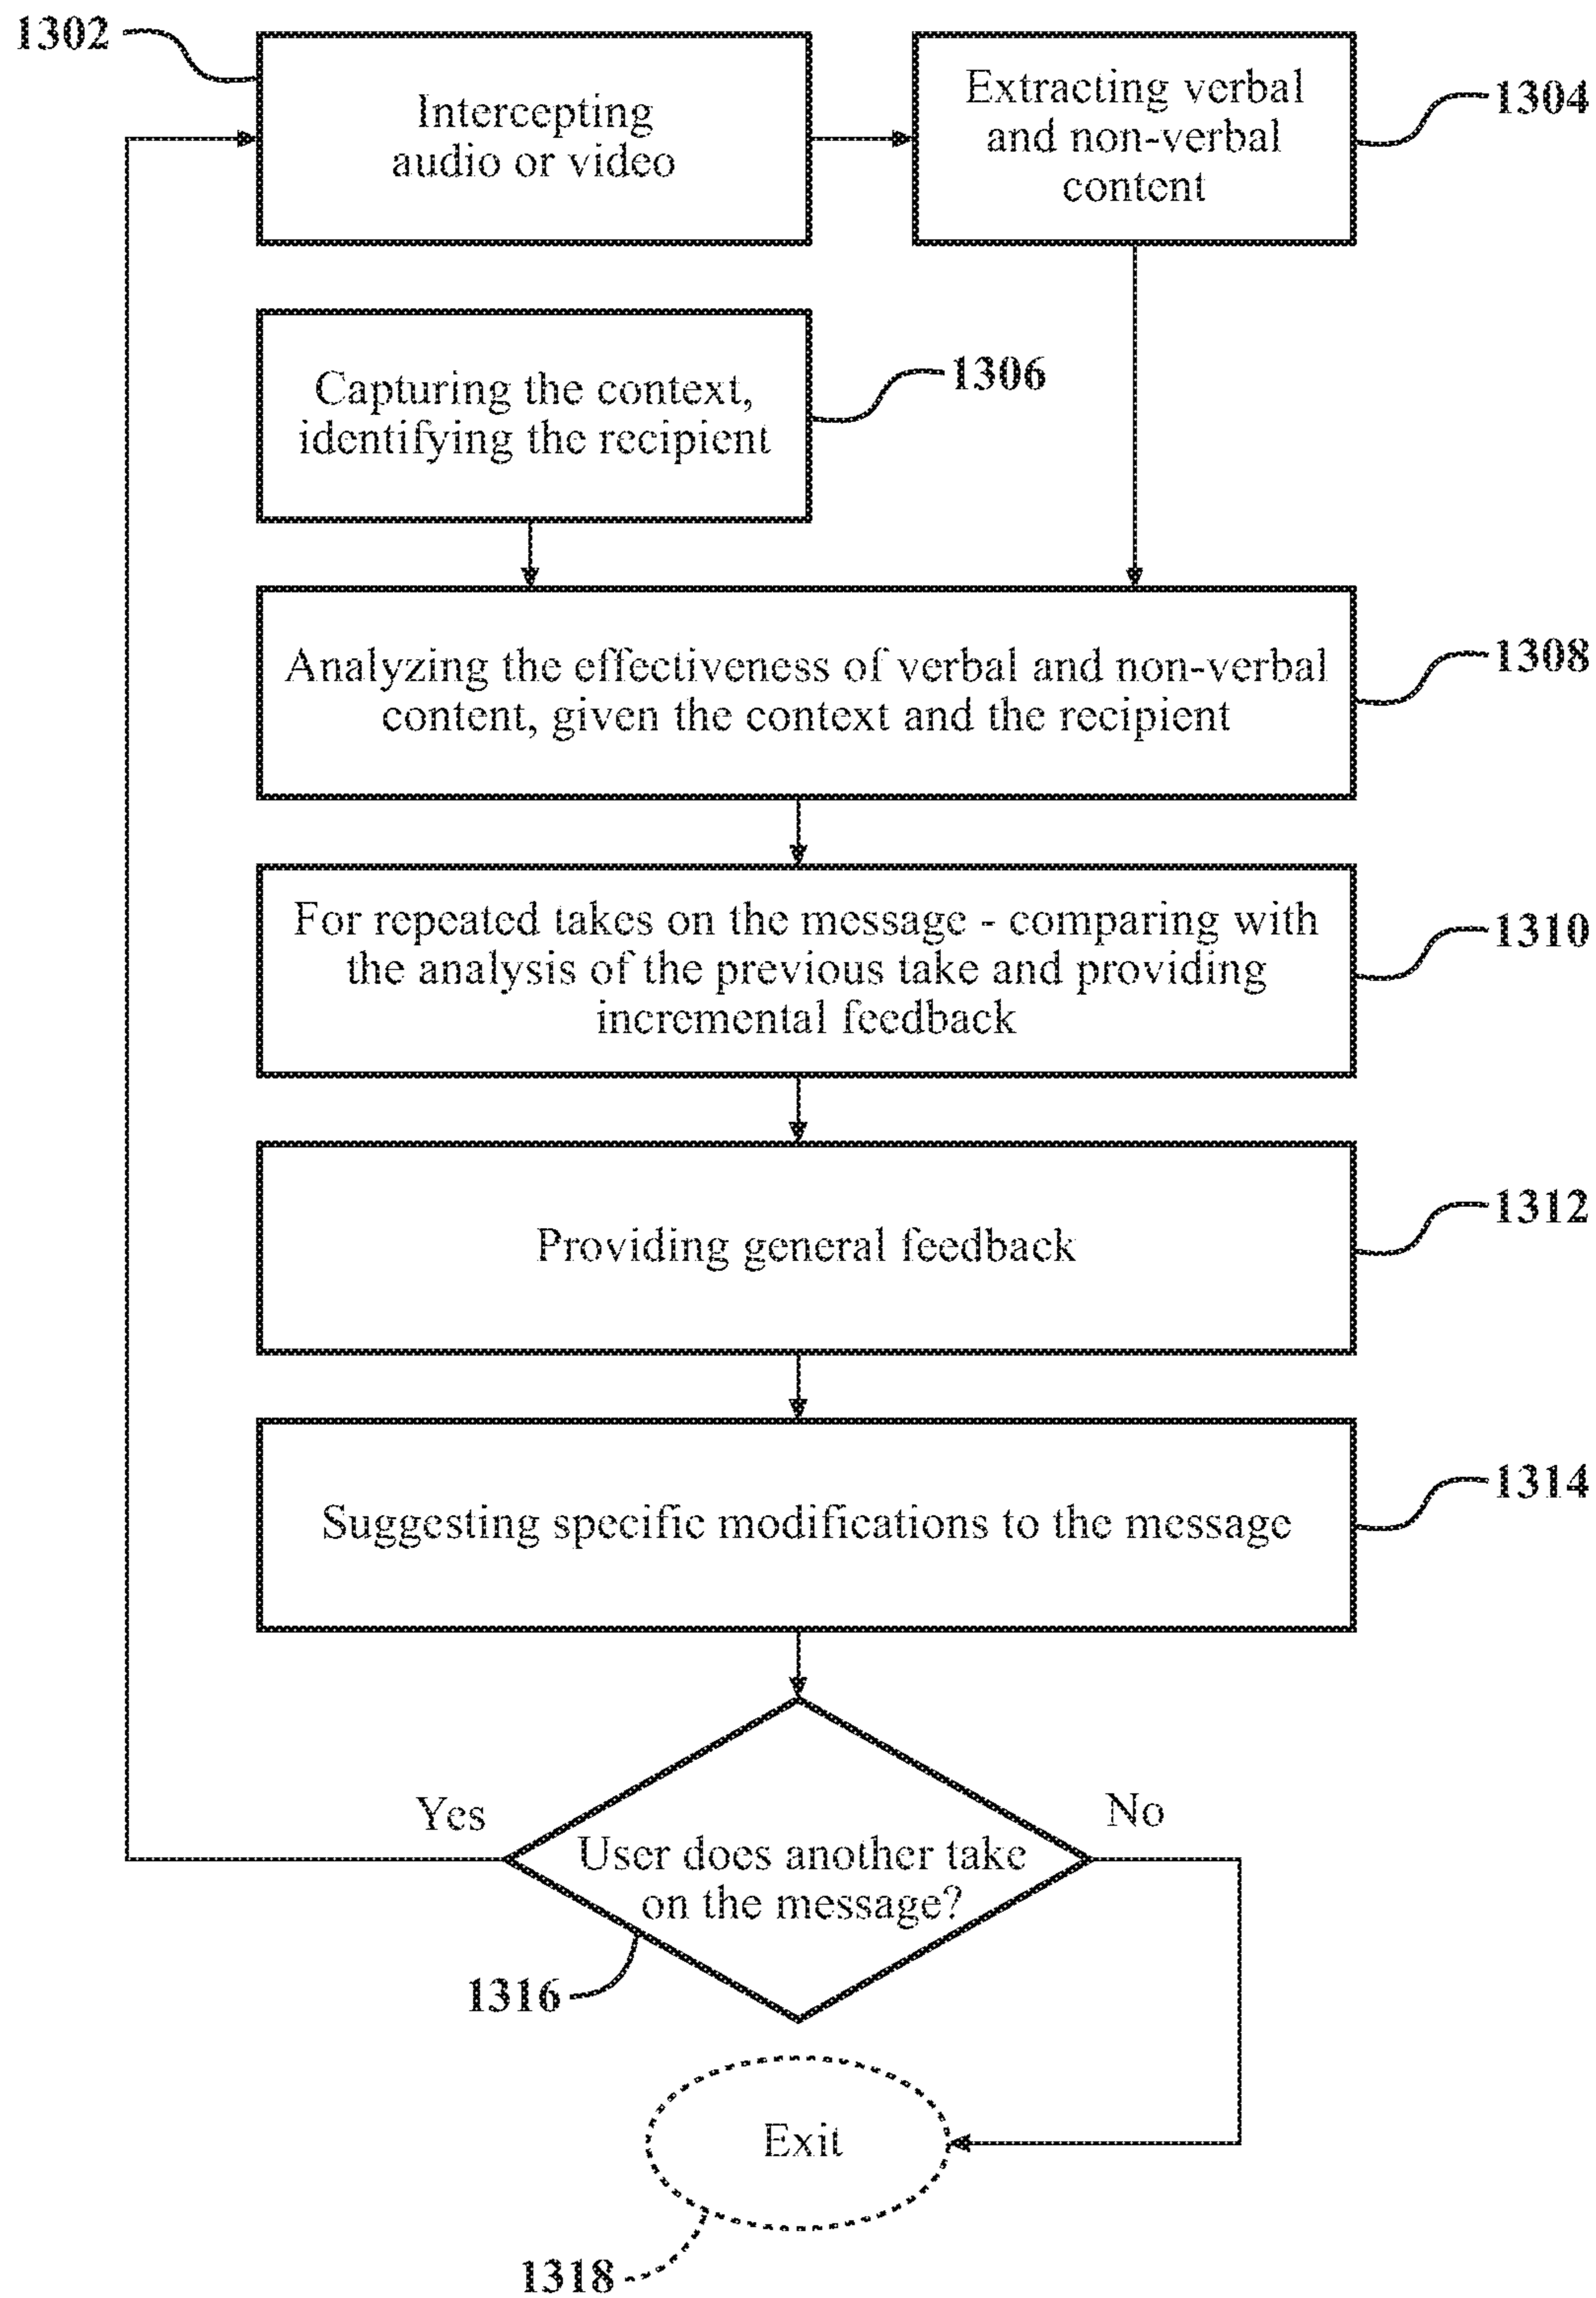 1302
Intercepting
audio or video
Extracting verbal
and non-verbal
content
1304
Capturing the context,
identifying the recipient
1306
Analyzing the effectiveness of verbal and non-verbal
content, given the context and the recipient
1308
For repeated takes on the message - comparing with
the analysis of the previous take and providing
incremental feedback
1310
Providing general feedback
1312
Suggesting specific modifications to the message
1314
Yes
No
User does another take
on the message?
1316
Exit
1318